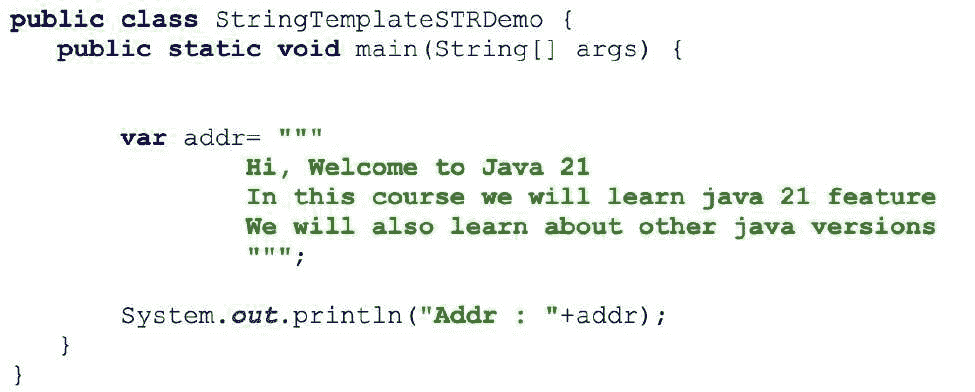 public class StringTemplateSTRDemo {
public static void main(String[] args) {
var addr= """
Hi, Welcome to Java 21
In this course we will learn java 21 feature
We will also learn about other java versions
""";
System.out.println("Addr : "+addr);
}
}